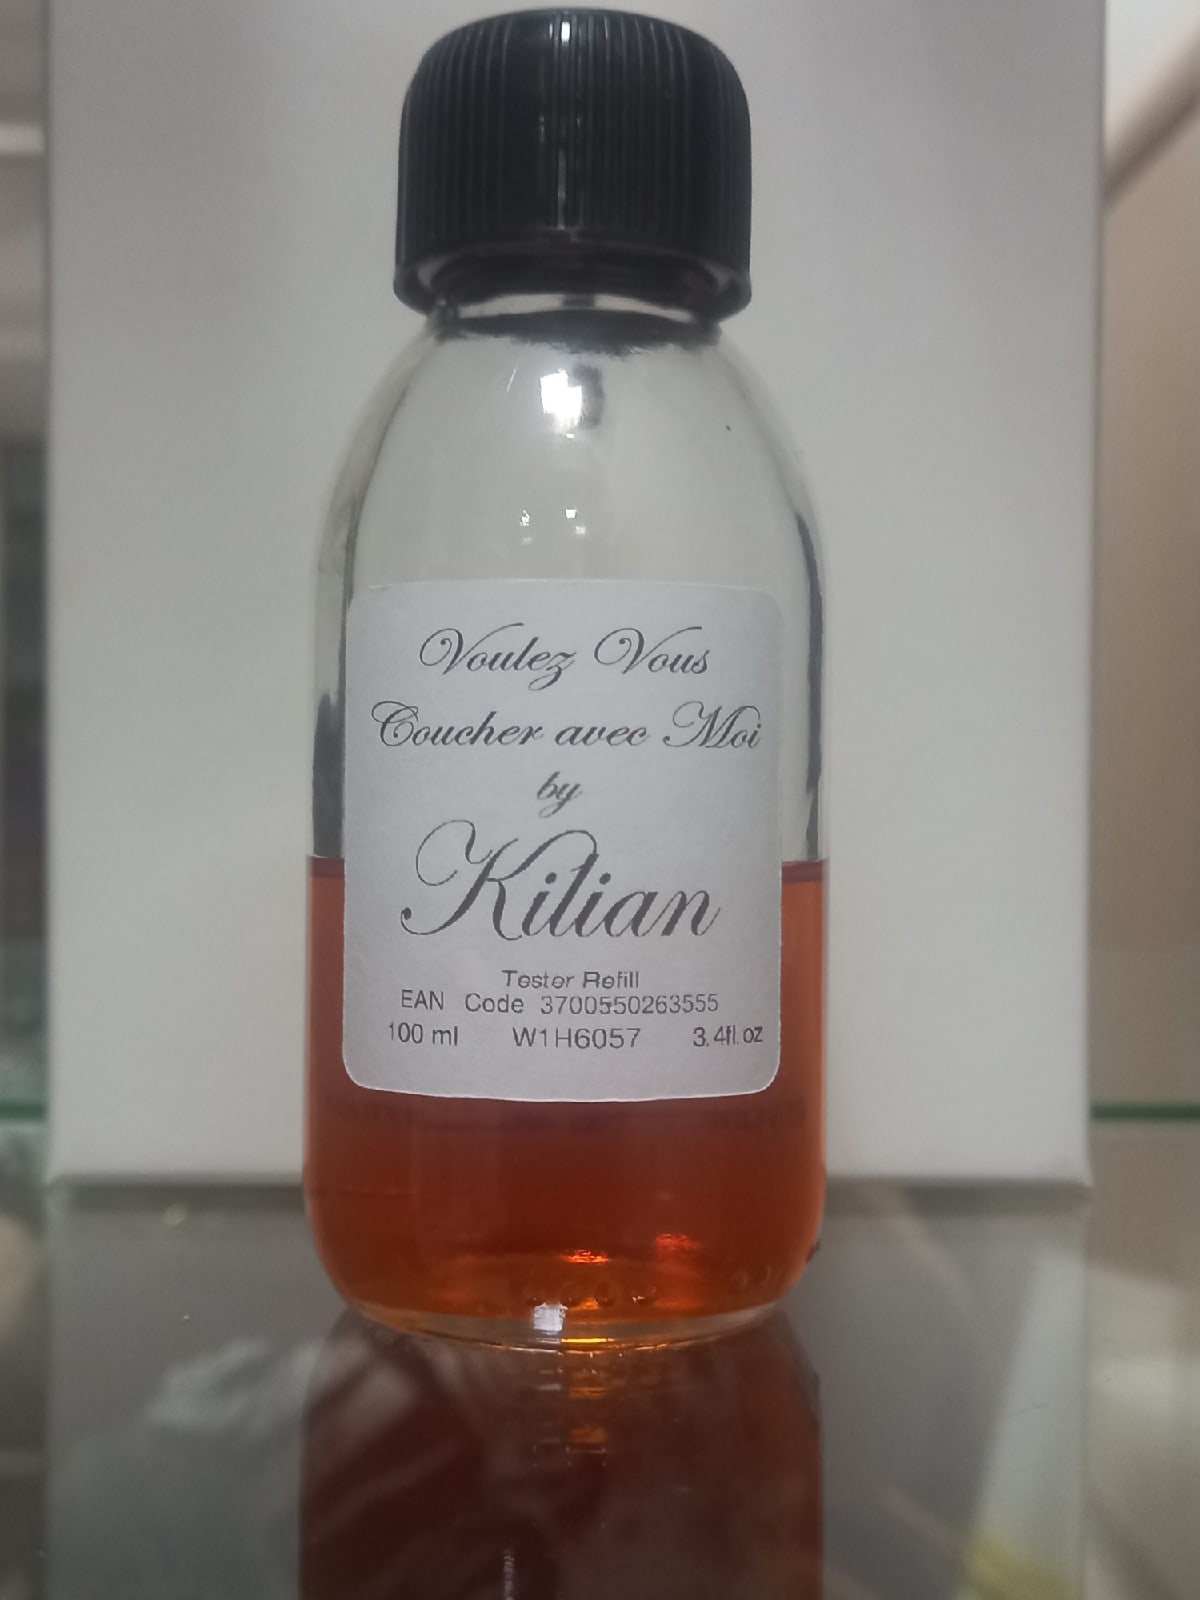 Voulez Vous
Coucher avec Moi
by
Kilian
Tester Refill
EAN Code 3700550263555
100 ml W1H6057 3.4fl.oz